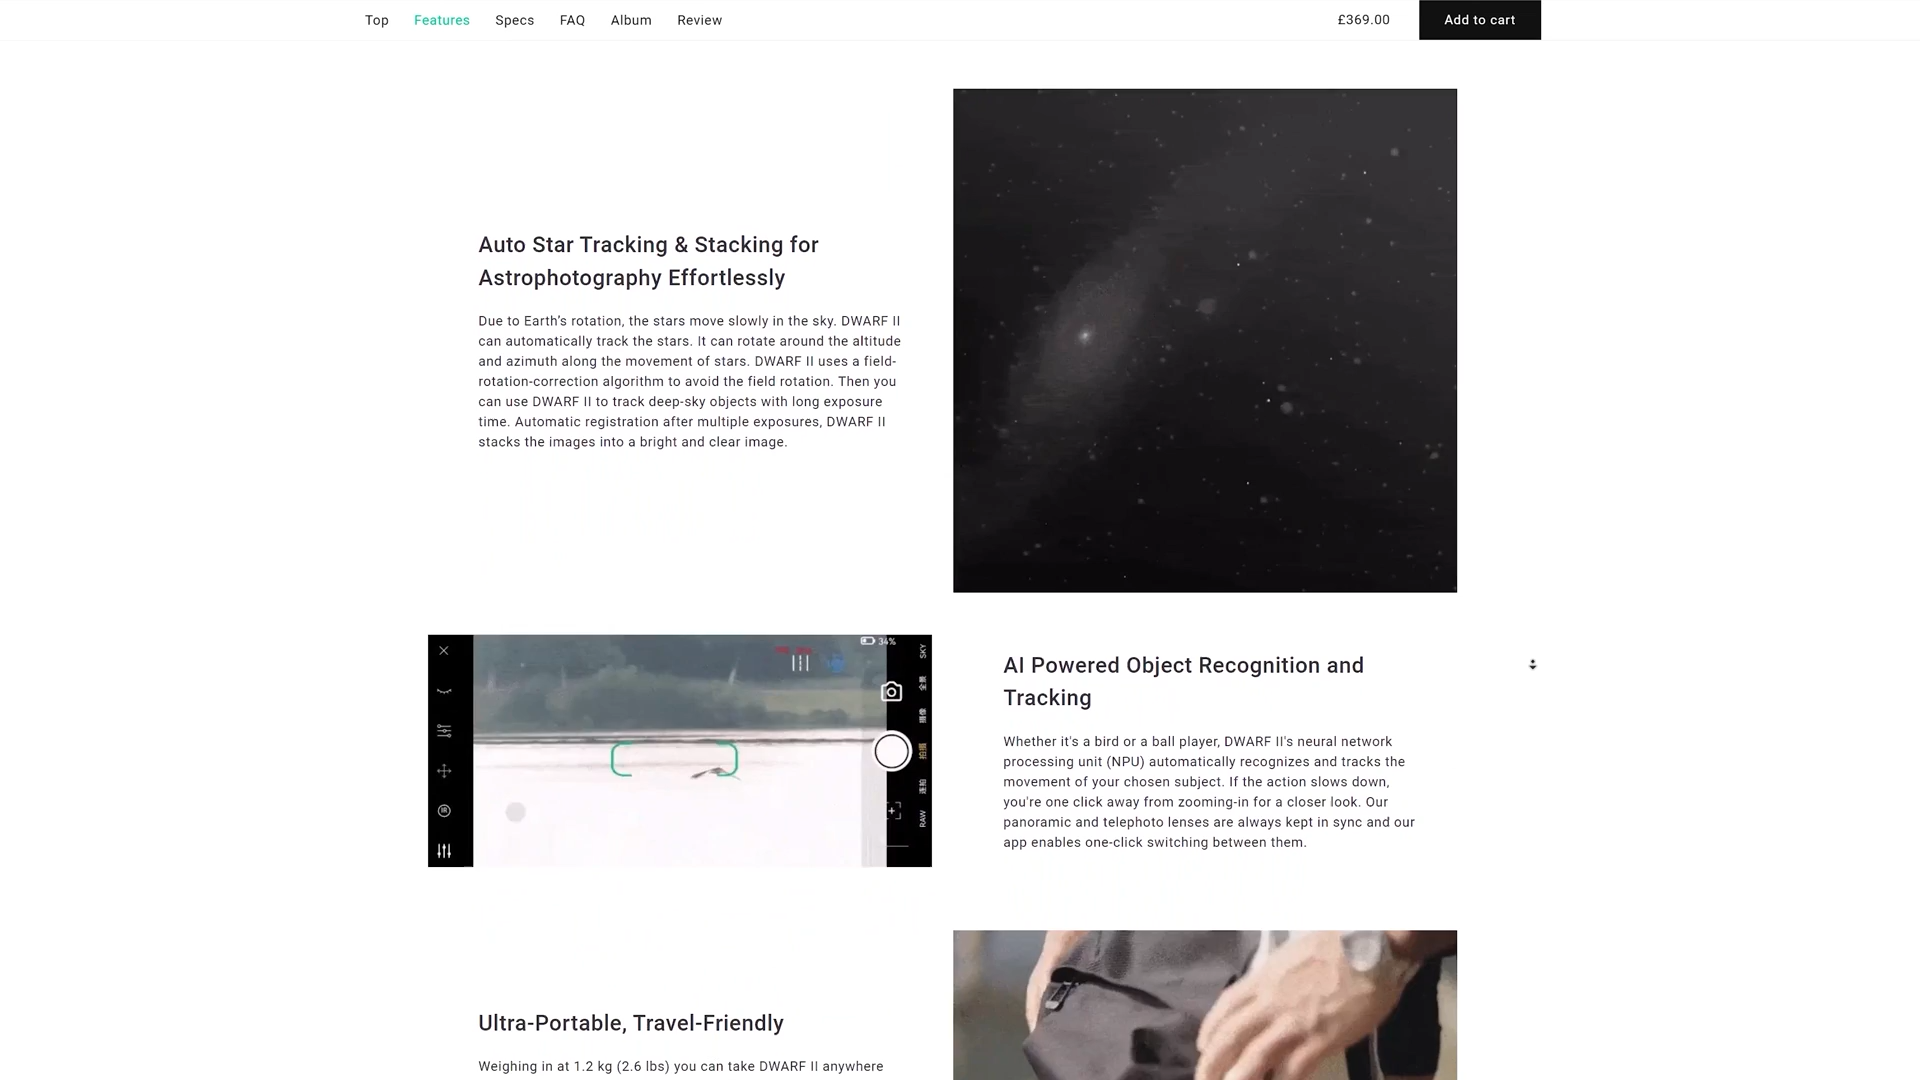 Top Features Specs FAQ Album Review £369.00 Add to cart
Auto Star Tracking & Stacking for
Astrophotography Effortlessly
Due to Earth’s rotation, the stars move slowly in the sky. DWARF II
can automatically track the stars. It can rotate around the altitude
and azimuth along the movement of stars. DWARF II uses a field-
rotation-correction algorithm to avoid the field rotation. Then you
can use DWARF II to track deep-sky objects with long exposure
time. Automatic registration after multiple exposures, DWARF II
stacks the images into a bright and clear image.
34%
SKY
全景
摄像
拍摄
连拍
RAW
AI Powered Object Recognition and
Tracking
Whether it's a bird or a ball player, DWARF II's neural network
processing unit (NPU) automatically recognizes and tracks the
movement of your chosen subject. If the action slows down,
you're one click away from zooming-in for a closer look. Our
panoramic and telephoto lenses are always kept in sync and our
app enables one-click switching between them.
Ultra-Portable, Travel-Friendly
Weighing in at 1.2 kg (2.6 lbs) you can take DWARF II anywhere